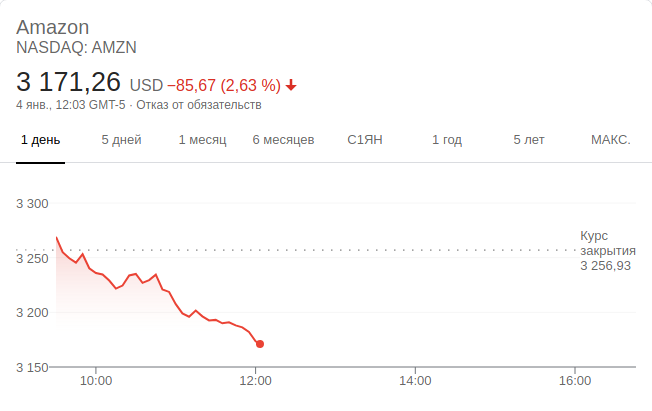 Amazon
NASDAQ: AMZN
3 171,26 USD −85,67 (2,63 %)
4 янв., 12:03 GMT-5 · Отказ от обязательств
1 день 5 дней 1 месяц 6 месяцев С1ЯН 1 год 5 лет МАКС.
3 300
Курс
закрытия
3 256,93
3 250
3 200
3 150
10:00 12:00 14:00 16:00